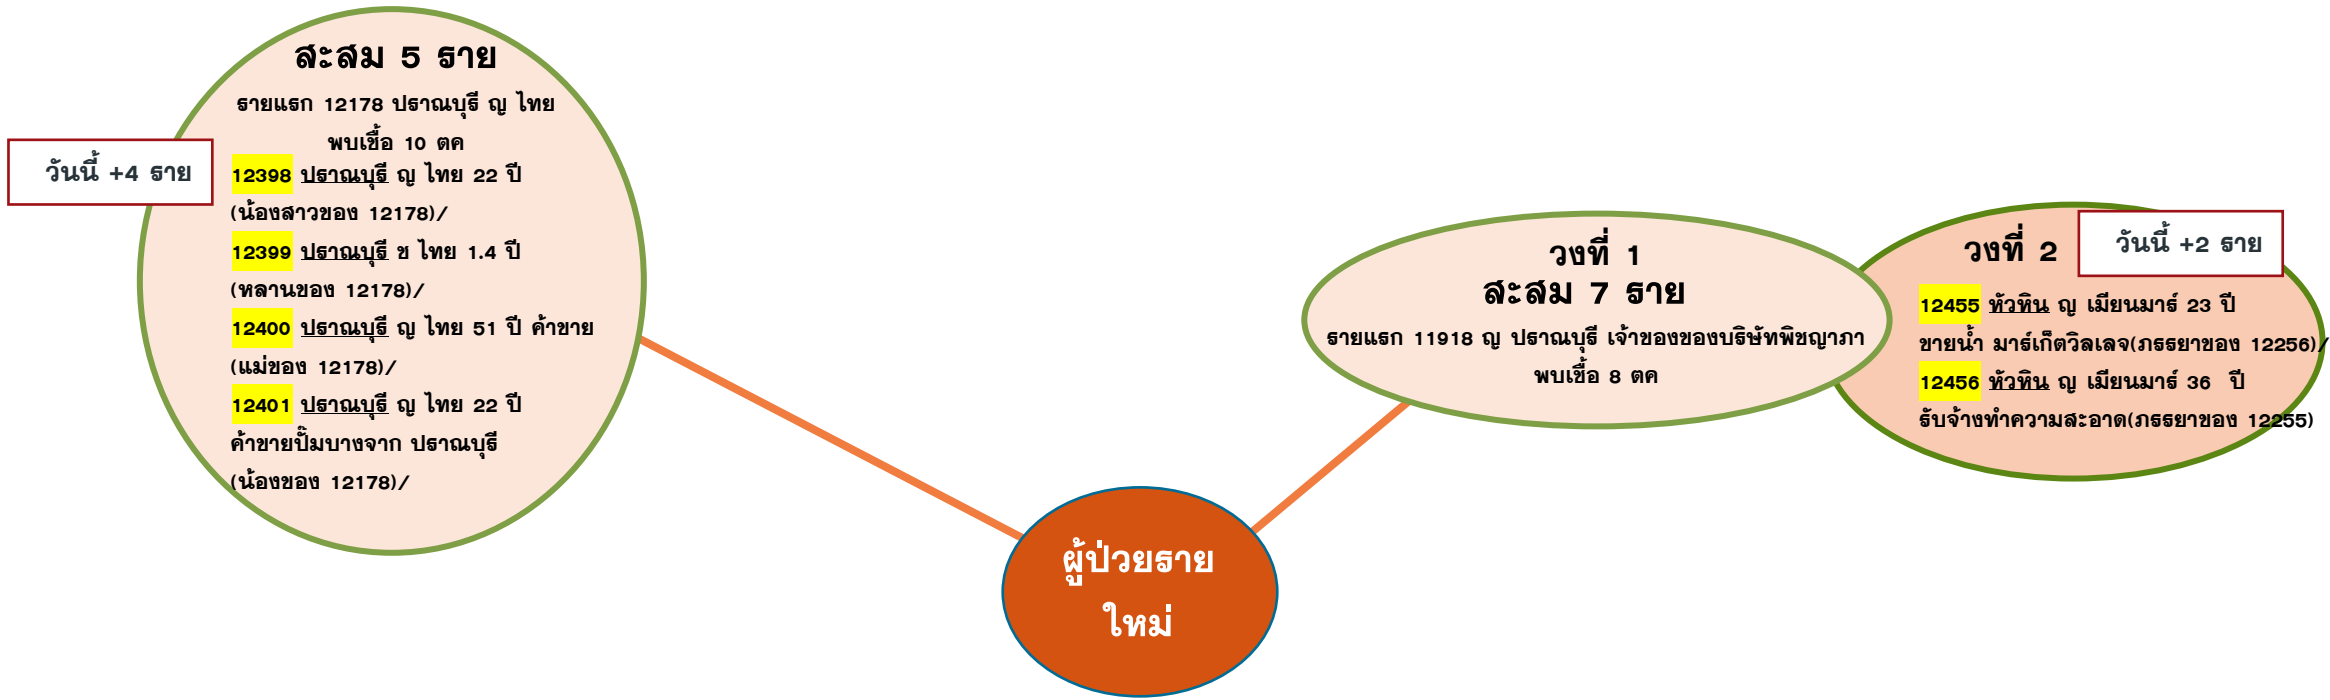 สะสม 5 ราย
รายแรก 12178 ปราณบุรี ญ ไทย
พบเชื้อ 10 ตค
วันนี้ +4 ราย
12398 ปราณบุรี ญ ไทย 22 ปี
(น้องสาวของ 12178)/
12399 ปราณบุรี ช ไทย 1.4 ปี
(หลานของ 12178)/
12400 ปราณบุรี ญ ไทย 51 ปี ค้าขาย
(แม่ของ 12178)/
12401 ปราณบุรี ญ ไทย 22 ปี
ค้าขายปั๊มบางจาก ปราณบุรี
(น้องของ 12178)/
วงที่ 1
สะสม 7 ราย
รายแรก 11918 ญ ปราณบุรี เจ้าของของบริษัทพิชญาภา
พบเชื้อ 8 ตค
วงที่ 2
วันนี้ +2 ราย
12455 หัวหิน ญ เมียนมาร์ 23 ปี
ขายน้ำ มาร์เก็ตวิลเลจ(ภรรยาของ 12256)/
12456 หัวหิน ญ เมียนมาร์ 36 ปี
รับจ้างทำความสะอาด(ภรรยาของ 12255)
ผู้ป่วยราย
ใหม่